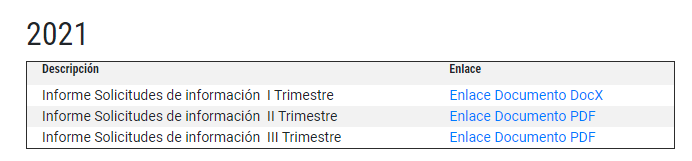 2021
Descripción Enlace
Informe Solicitudes de información I Trimestre Enlace Documento DocX
Informe Solicitudes de información II Trimestre Enlace Documento PDF
Informe Solicitudes de información III Trimestre Enlace Documento PDF